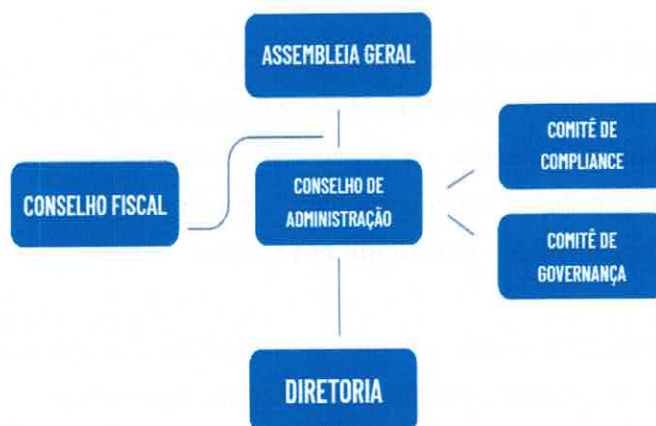 ASSEMBLEIA GERAL
COMITÊ DE
COMPLIANCE
CONSELHO FISCAL
CONSELHO DE
ADMINISTRAÇÃO
COMITÊ DE
GOVERNANÇA
DIRETORIA